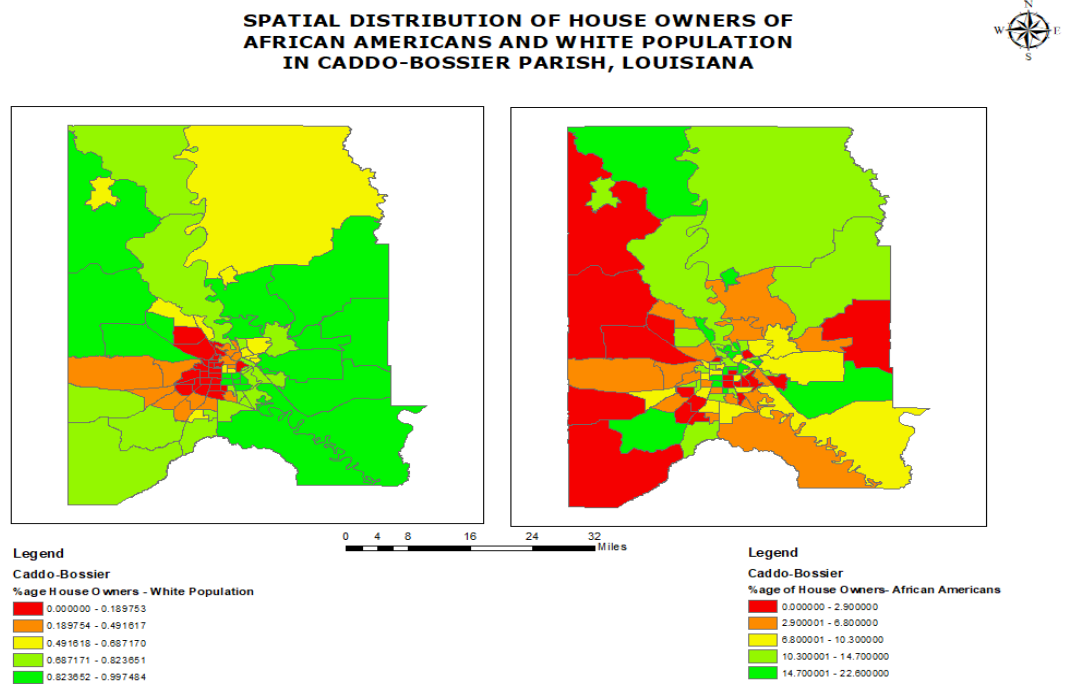 SPATIAL DISTRIBUTION OF HOUSE OWNERS OF
AFRICAN AMERICANS AND WHITE POPULATION
IN CADDO-BOSSIER PARISH, LOUISIANA
N
W E
S
0 4 8 16 24 32
Miles
Legend
Caddo-Bossier
%age House Owners - White Population
0.000000 - 0.189753
0.189754 - 0.491617
0.491618 - 0.687170
0.687171 - 0.823651
0.823652 - 0.997484
Legend
Caddo-Bossier
%age of House Owners- African Americans
0.000000 - 2.900000
2.900001 - 6.800000
6.800001 - 10.300000
10.300001 - 14.700000
14.700001 - 22.600000